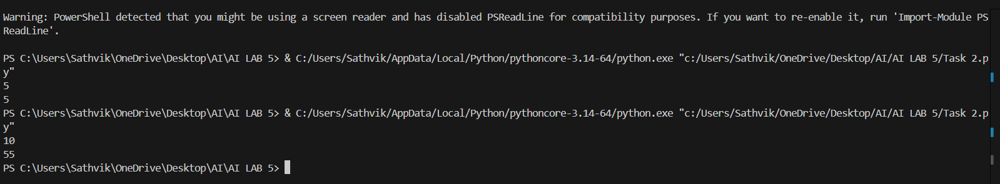 Warning: PowerShell detected that you might be using a screen reader and has disabled PSReadLine for compatibility purposes. If you want to re-enable it, run 'Import-Module PS
ReadLine'.
PS C:\Users\Sathvik\OneDrive\Desktop\AI\AI LAB 5> & C:/Users/Sathvik/AppData/Local/Python/pythoncore-3.14-64/python.exe "c:/Users/Sathvik/OneDrive/Desktop/AI/AI LAB 5/Task 2.p
y"
5
5
PS C:\Users\Sathvik\OneDrive\Desktop\AI\AI LAB 5> & C:/Users/Sathvik/AppData/Local/Python/pythoncore-3.14-64/python.exe "c:/Users/Sathvik/OneDrive/Desktop/AI/AI LAB 5/Task 2.p
y"
10
55
PS C:\Users\Sathvik\OneDrive\Desktop\AI\AI LAB 5>